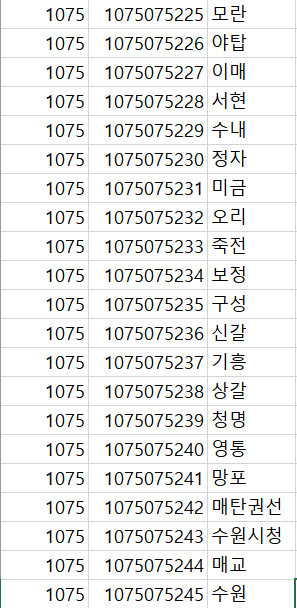 1075 1075075225 모란
1075 1075075226 야탑
1075 1075075227 이매
1075 1075075228 서현
1075 1075075229 수내
1075 1075075230 정자
1075 1075075231 미금
1075 1075075232 오리
1075 1075075233 죽전
1075 1075075234 보정
1075 1075075235 구성
1075 1075075236 신갈
1075 1075075237 기흥
1075 1075075238 상갈
1075 1075075239 청명
1075 1075075240 영통
1075 1075075241 망포
1075 1075075242 매탄권선
1075 1075075243 수원시청
1075 1075075244 매교
1075 1075075245 수원